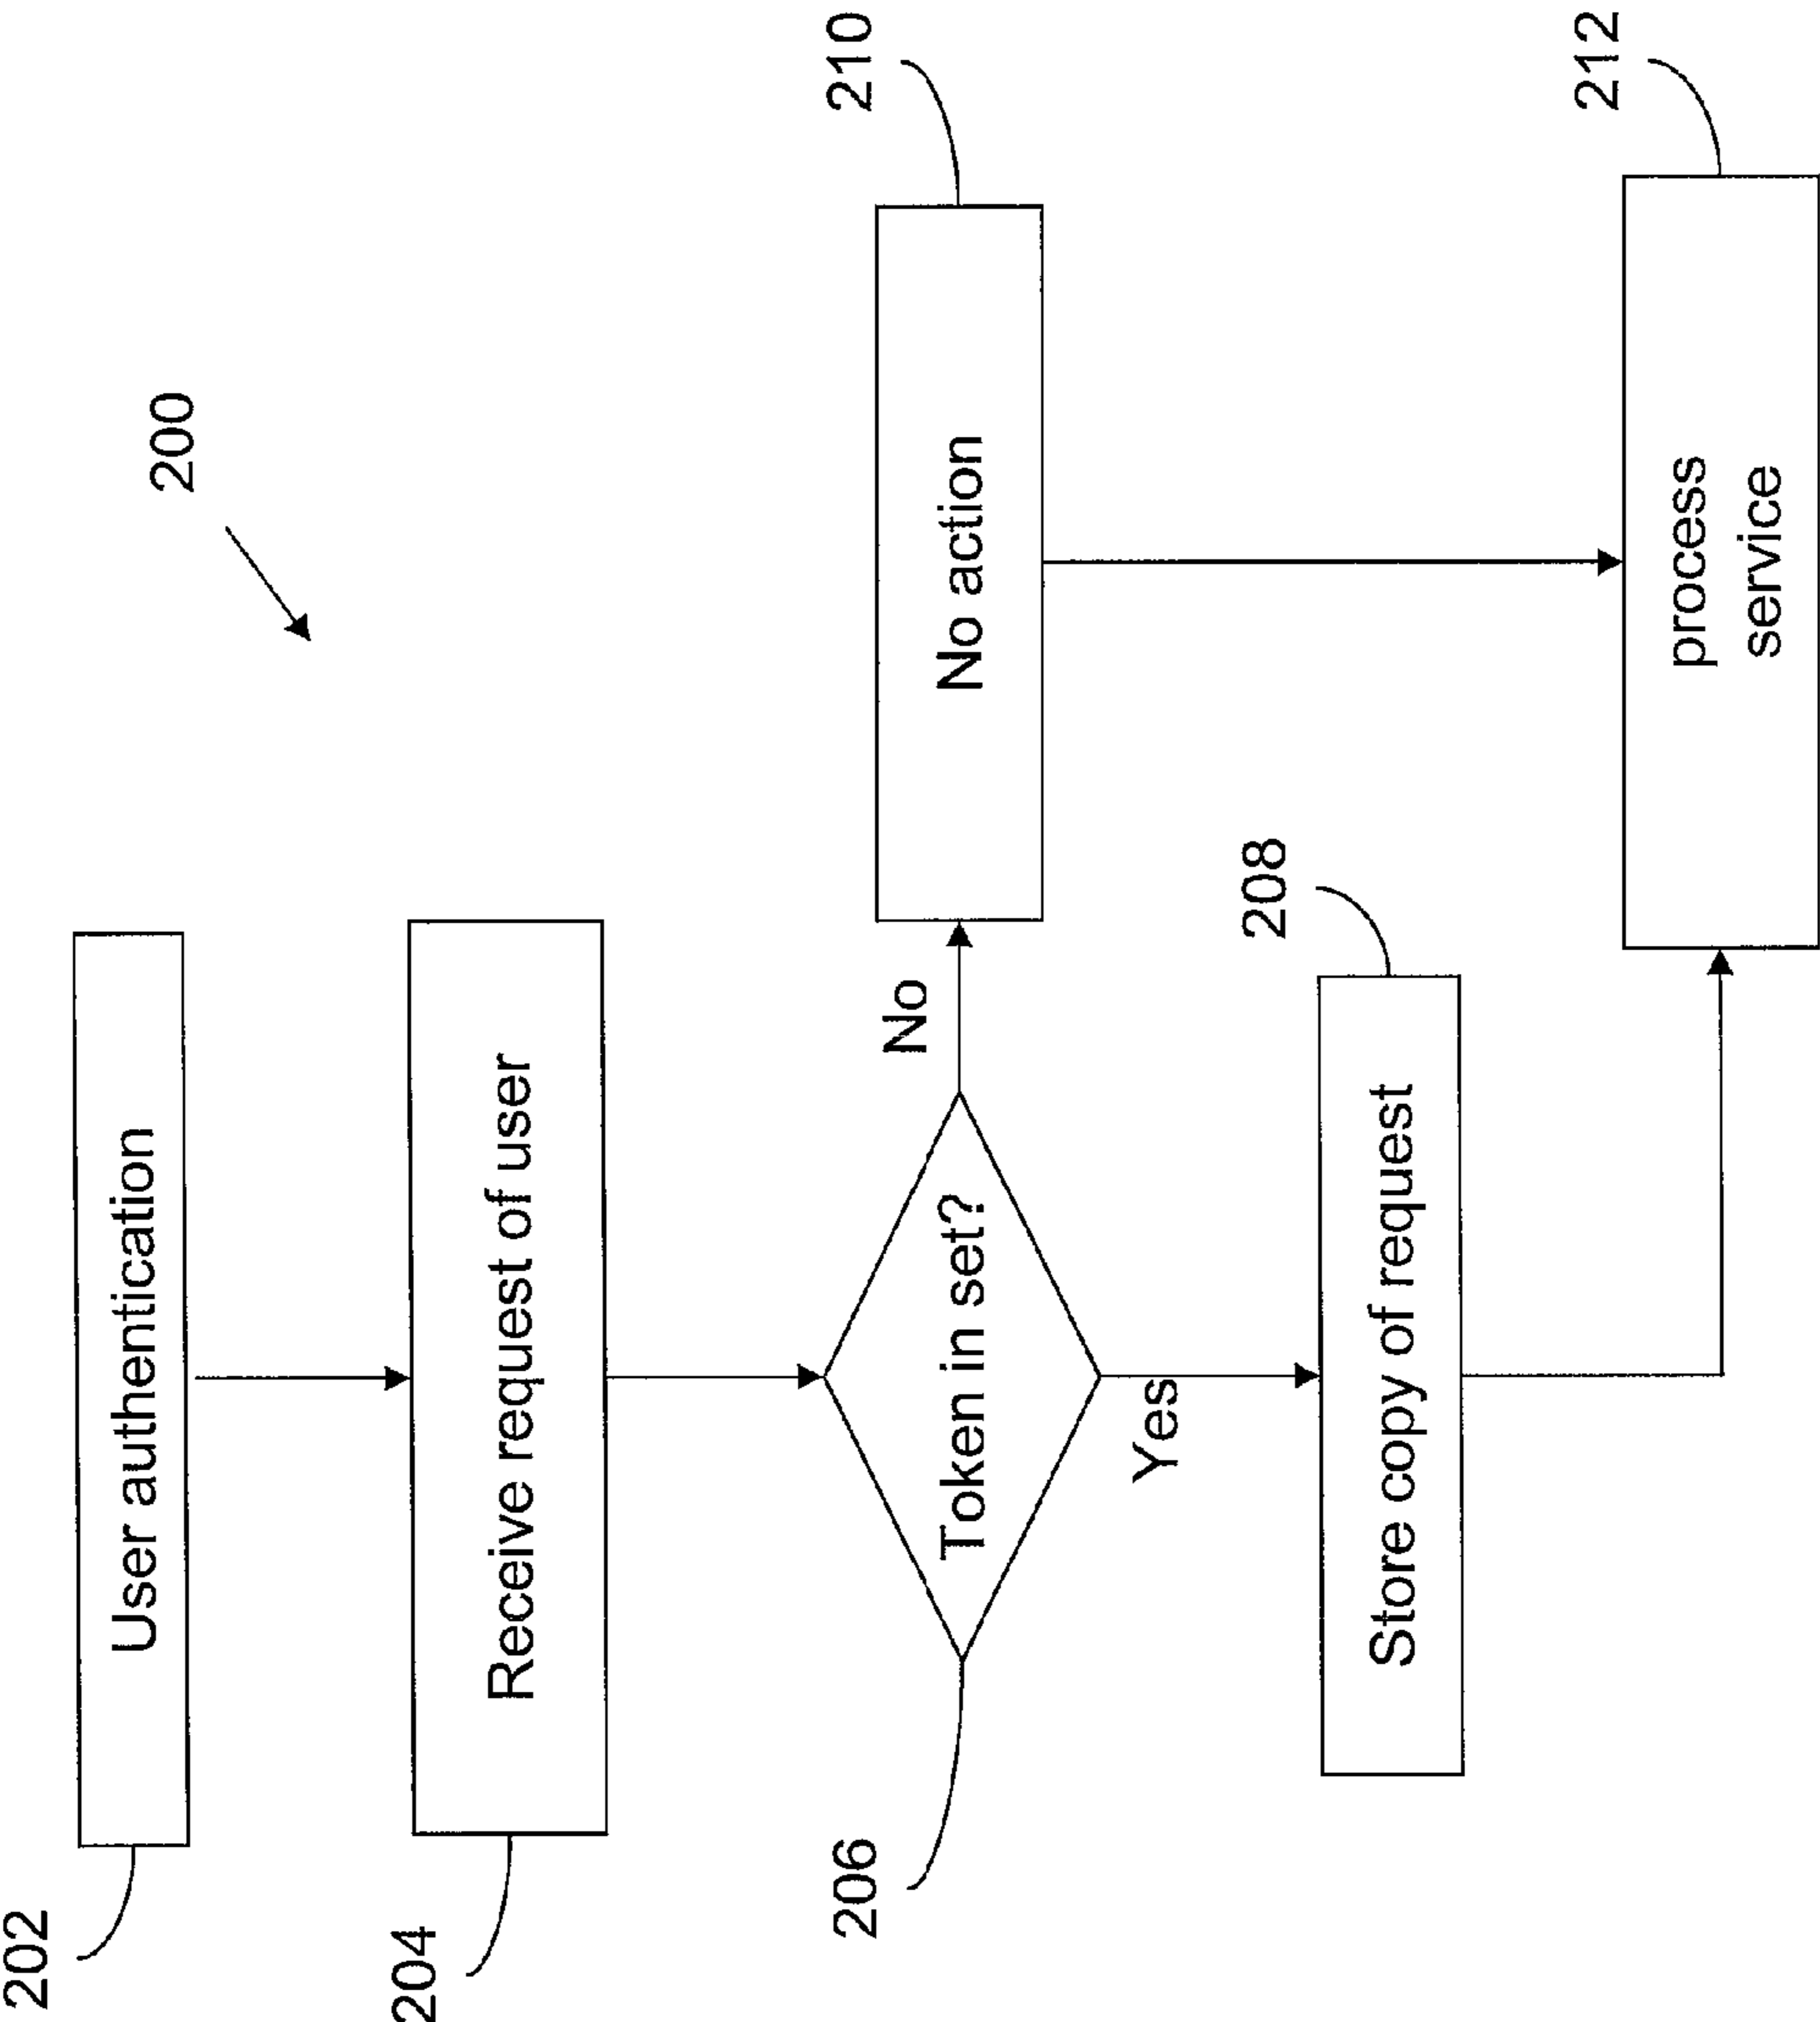 200
202
User authentication
204
Receive request of user
206
Token in set?
No
210
No action
Yes
208
Store copy of request
212
process
service